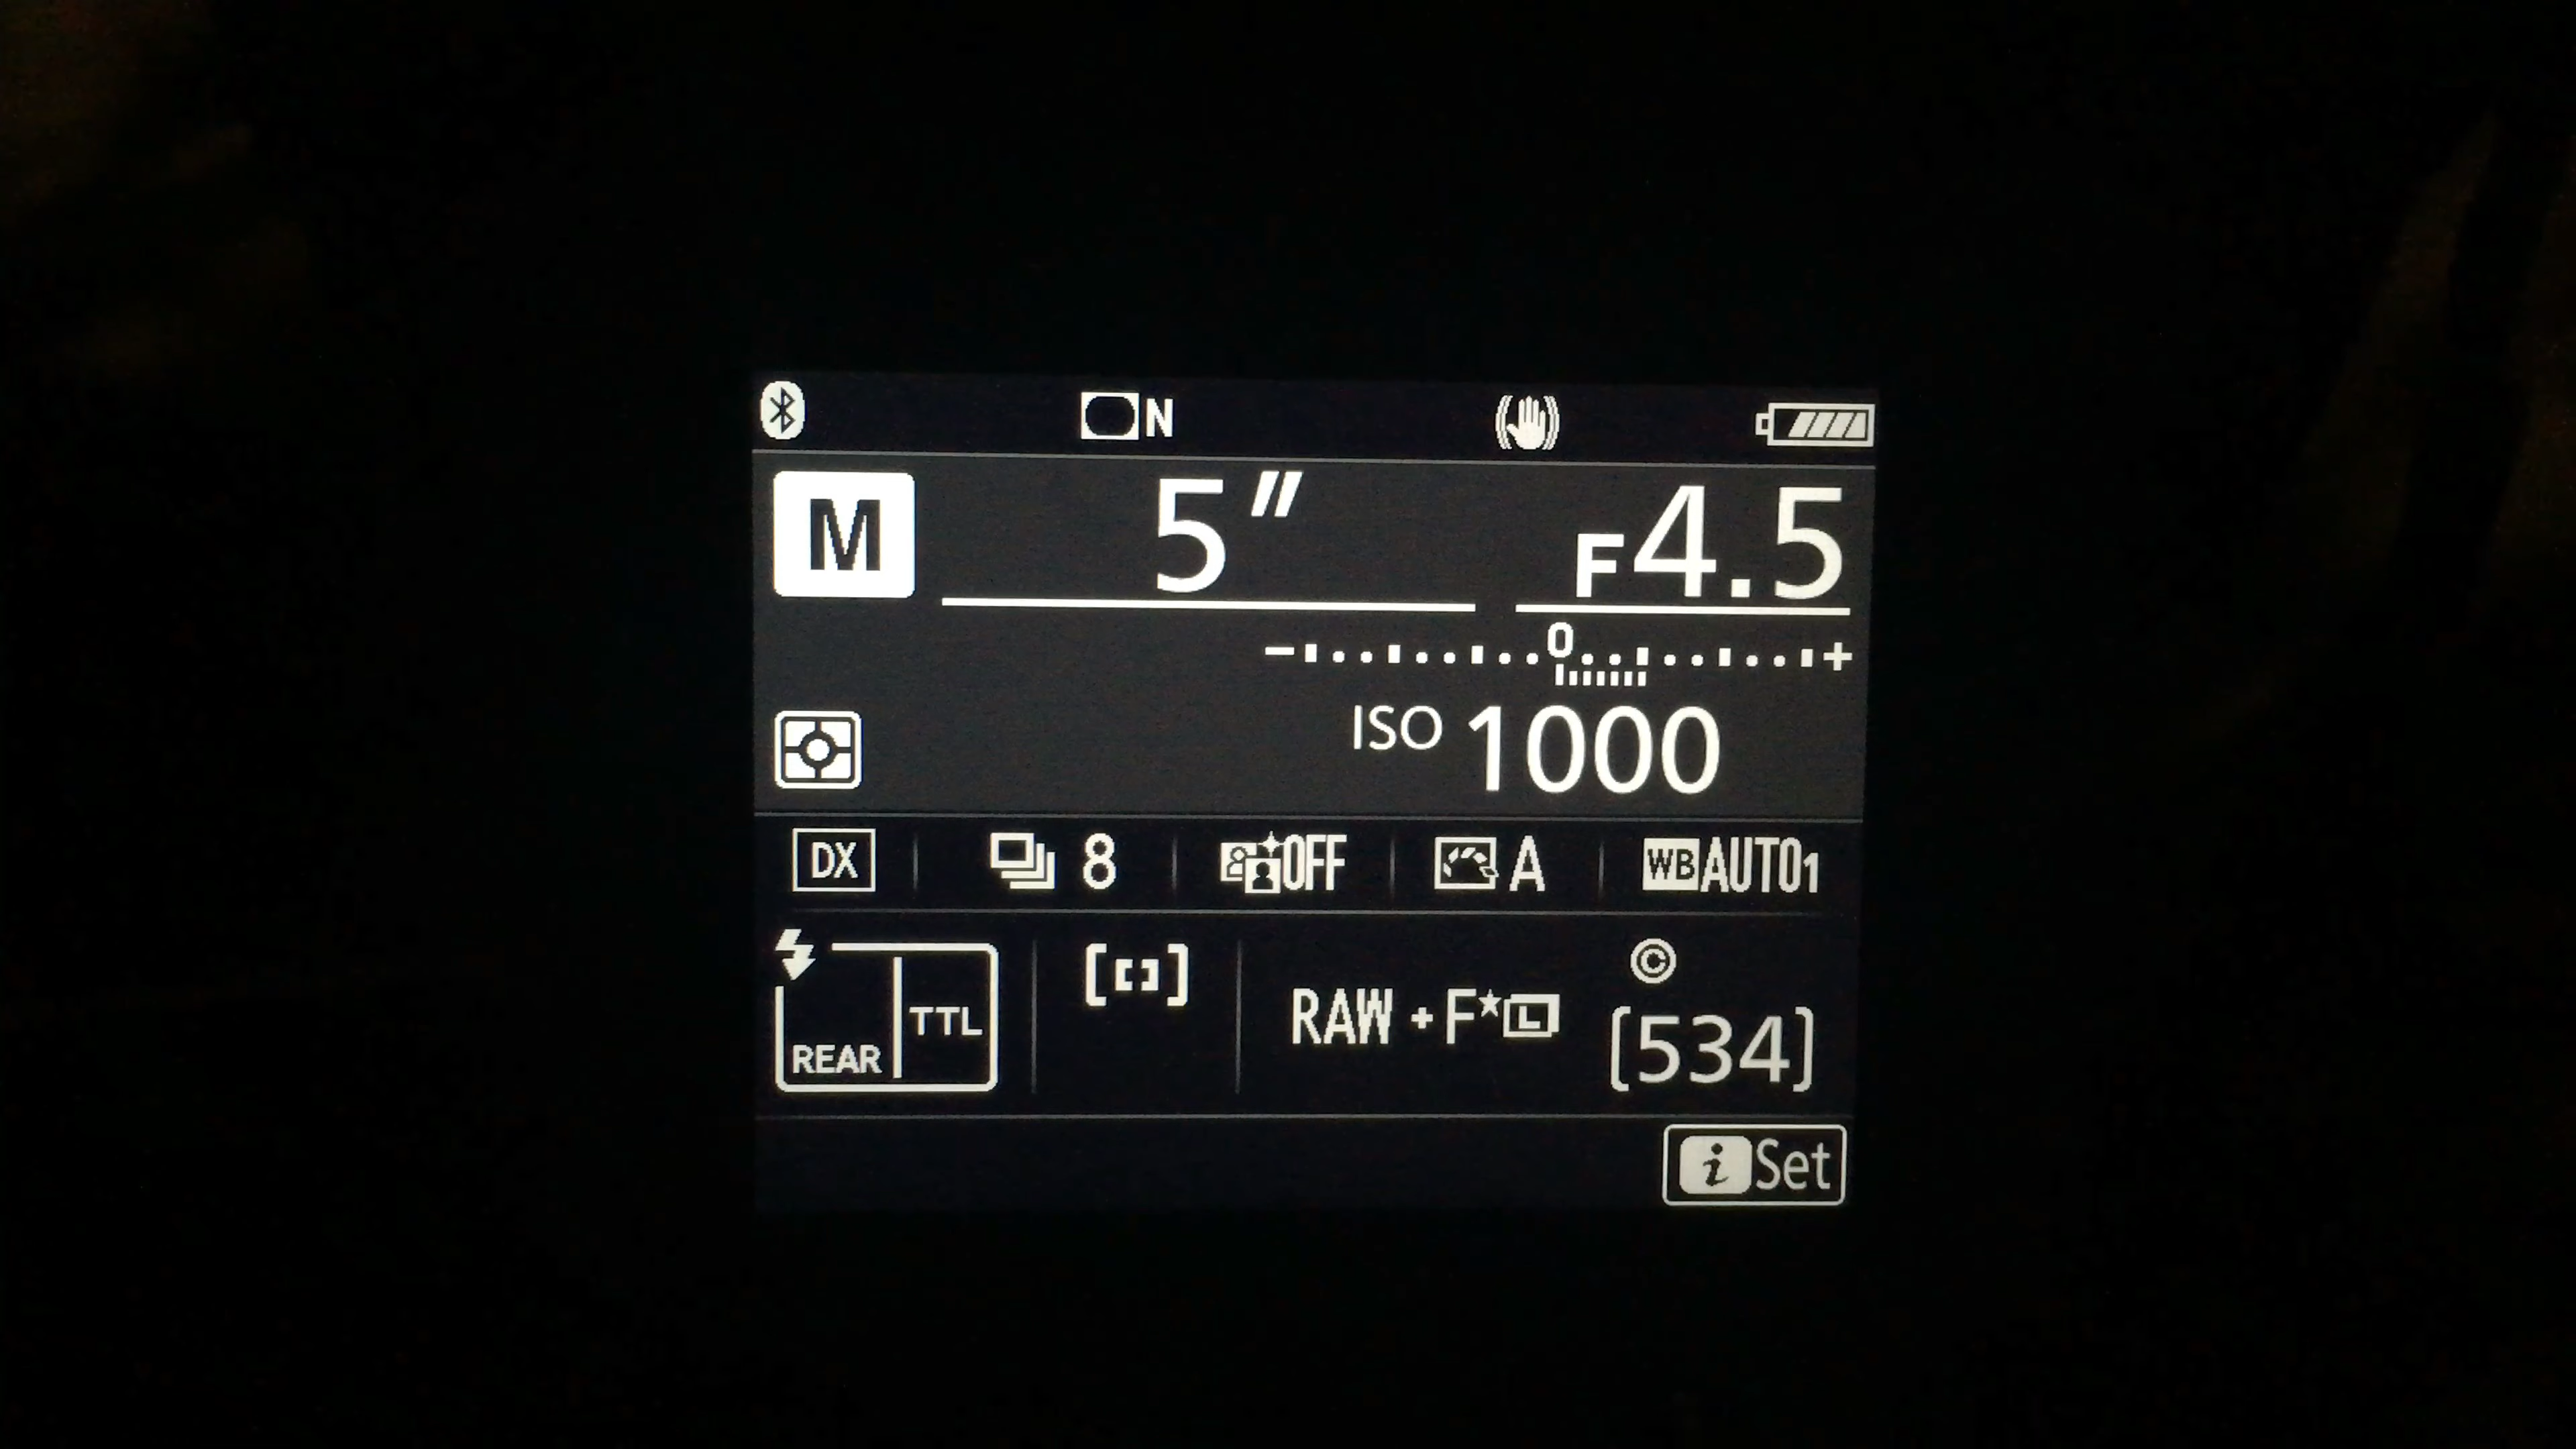 N
M 5" F4.5
- 0 +
ISO 1000
DX 8 OFF A WB AUTO1
REAR TTL [ ] RAW + F★ L © [534]
i Set